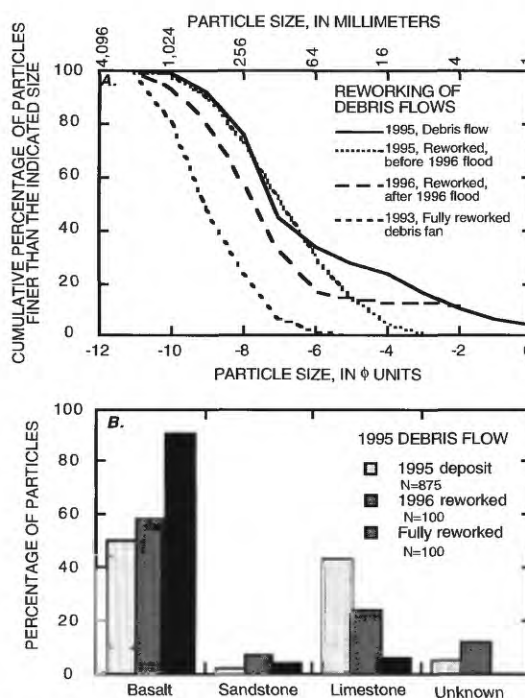 PARTICLE SIZE, IN MILLIMETERS
4,096 1,024 256 64 16 4 1
CUMULATIVE PERCENTAGE OF PARTICLES
FINER THAN THE INDICATED SIZE
100
80
60
40
20
0
A.
REWORKING OF
DEBRIS FLOWS
1995, Debris flow
1995, Reworked,
before 1996 flood
1996, Reworked,
after 1996 flood
1993, Fully reworked
debris fan
-12 -10 -8 -6 -4 -2 0
PARTICLE SIZE, IN ϕ UNITS
PERCENTAGE OF PARTICLES
100
80
60
40
20
0
B.
1995 DEBRIS FLOW
1995 deposit
N=875
1996 reworked
N=100
Fully reworked
N=100
Basalt Sandstone Limestone Unknown